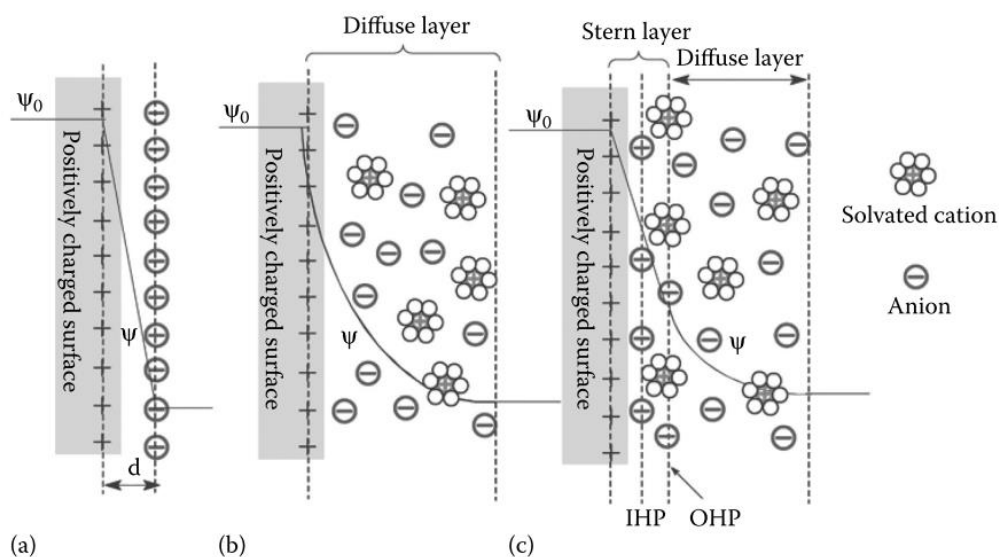 Diffuse layer
Stern layer
Diffuse layer
Ψ0
Ψ
Positively charged surface
d
Ψ0
Ψ
Positively charged surface
Ψ0
Ψ
Positively charged surface
IHP
OHP
Solvated cation
Anion
(a)
(b)
(c)